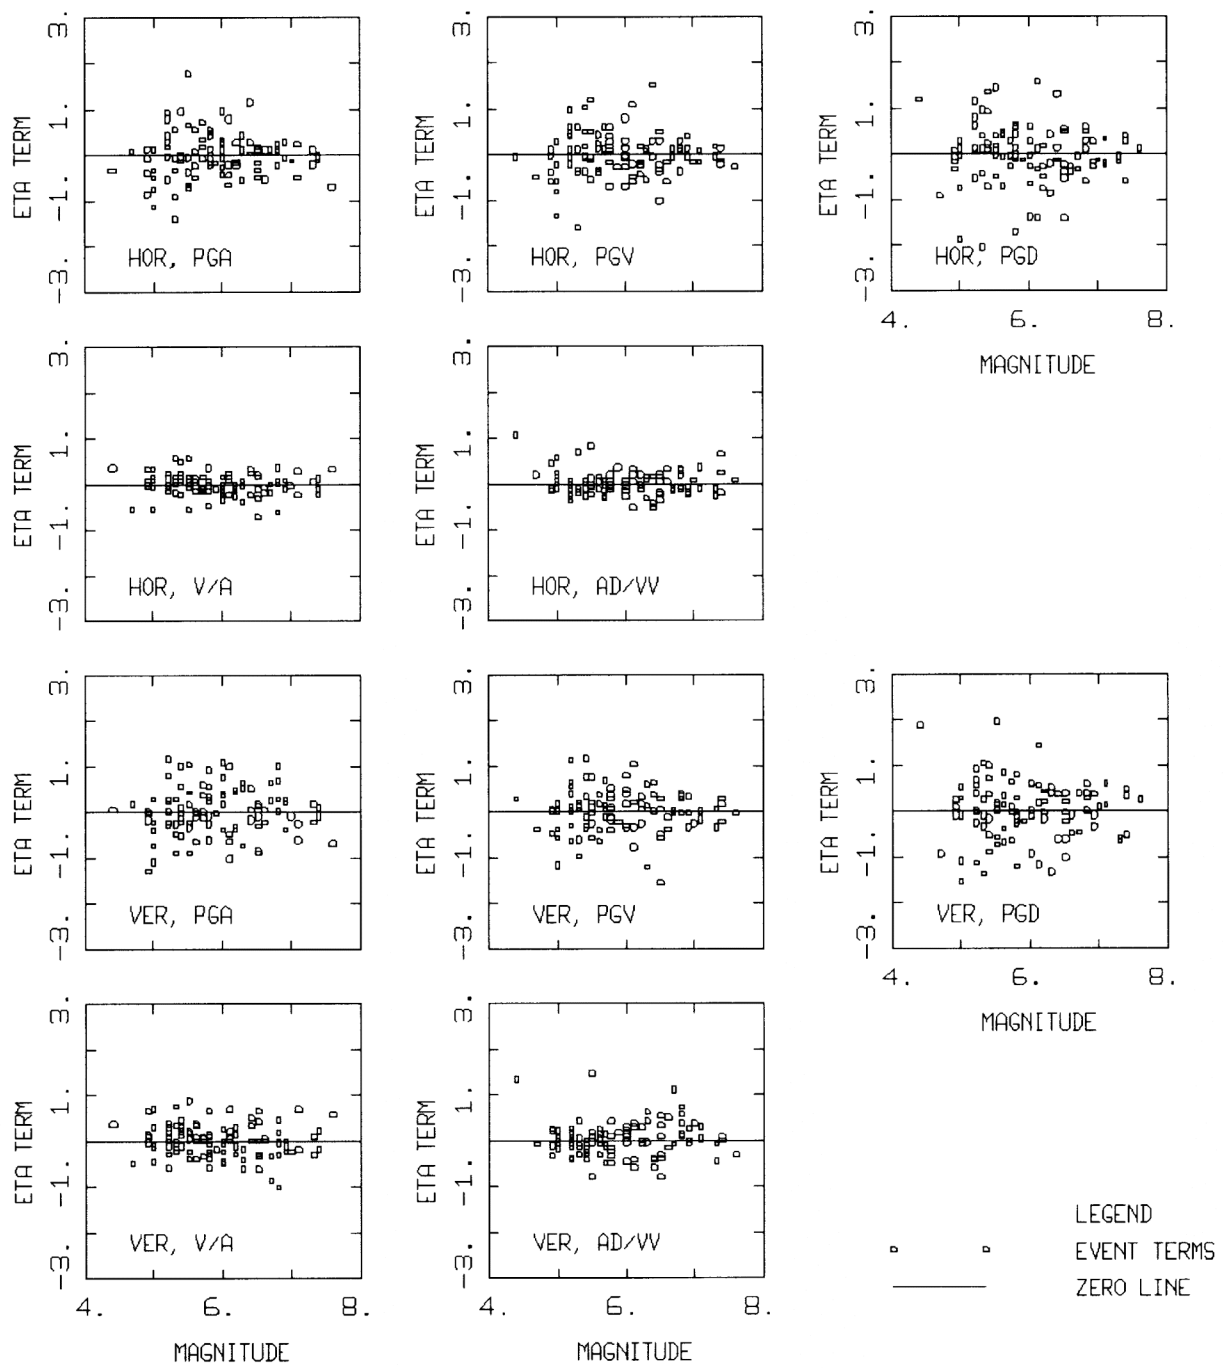 3.
1.
-1.
-3.
ETA TERM
HOR, PGA
3.
1.
-1.
-3.
ETA TERM
HOR, PGV
3.
1.
-1.
-3.
ETA TERM
HOR, PGD
4. 6. 8.
MAGNITUDE
3.
1.
-1.
-3.
ETA TERM
HOR, V/A
3.
1.
-1.
-3.
ETA TERM
HOR, AD/VV
3.
1.
-1.
-3.
ETA TERM
VER, PGA
3.
1.
-1.
-3.
ETA TERM
VER, PGV
3.
1.
-1.
-3.
ETA TERM
VER, PGD
4. 6. 8.
MAGNITUDE
3.
1.
-1.
-3.
ETA TERM
VER, V/A
4. 6. 8.
MAGNITUDE
3.
1.
-1.
-3.
ETA TERM
VER, AD/VV
4. 6. 8.
MAGNITUDE
LEGEND
EVENT TERMS
ZERO LINE